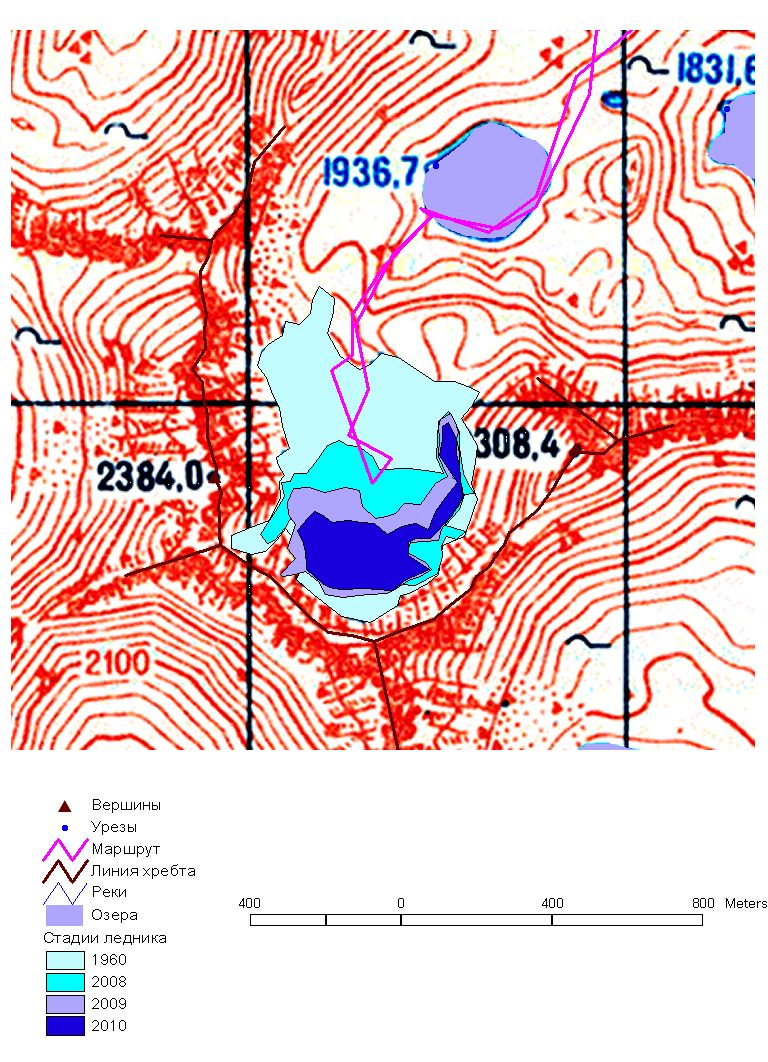 1831,6
1936,7
308,4
2384,0
2100
Вершины
Урезы
Маршрут
Линия хребта
Реки
Озера
Стадии ледника
1960
2008
2009
2010
400 0 400 800 Meters